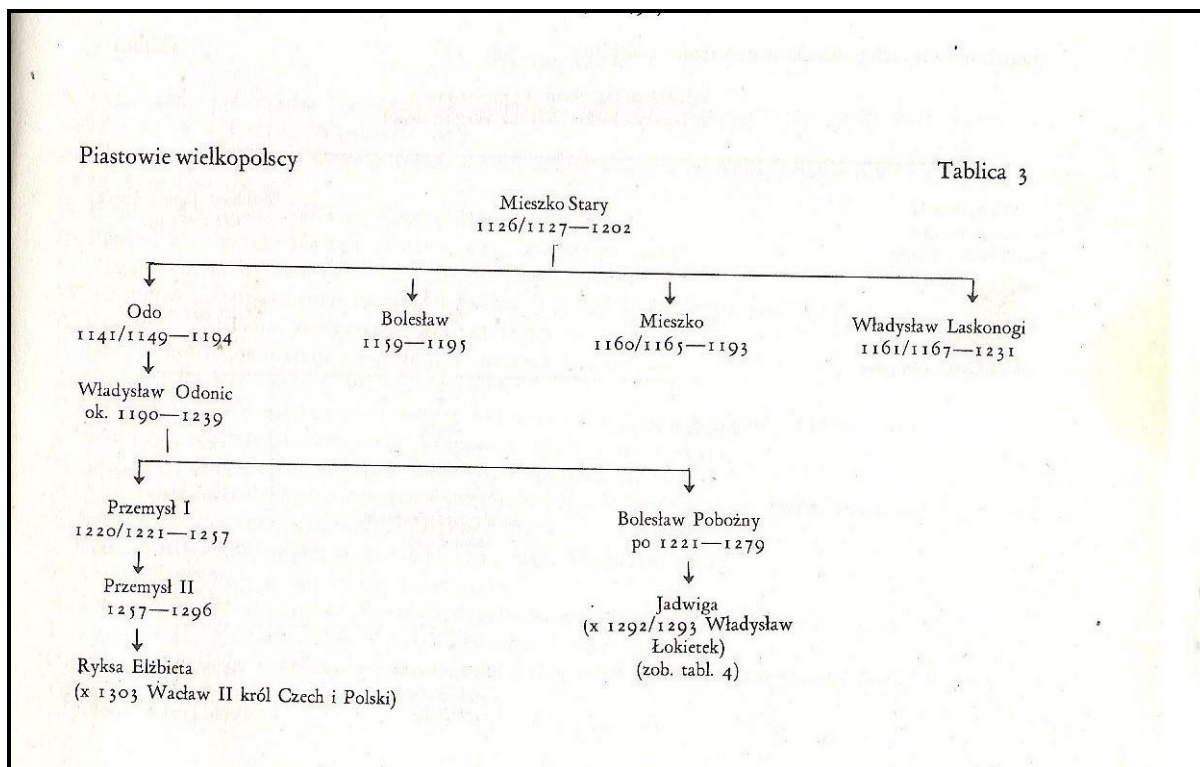 Piastowie wielkopolscy
Tablica 3
Mieszko Stary
1126/1127—1202
Odo
1141/1149—1194
Bolesław
1159—1195
Mieszko
1160/1165—1193
Władysław Laskonogi
1161/1167—1231
Władysław Odonic
ok. 1190—1239
Przemysł I
1220/1221—1257
Bolesław Pobożny
po 1221—1279
Przemysł II
1257—1296
Jadwiga
(x 1292/1293 Władysław
Łokietek)
(zob. tabl. 4)
Ryksa Elżbieta
(x 1303 Wacław II król Czech i Polski)